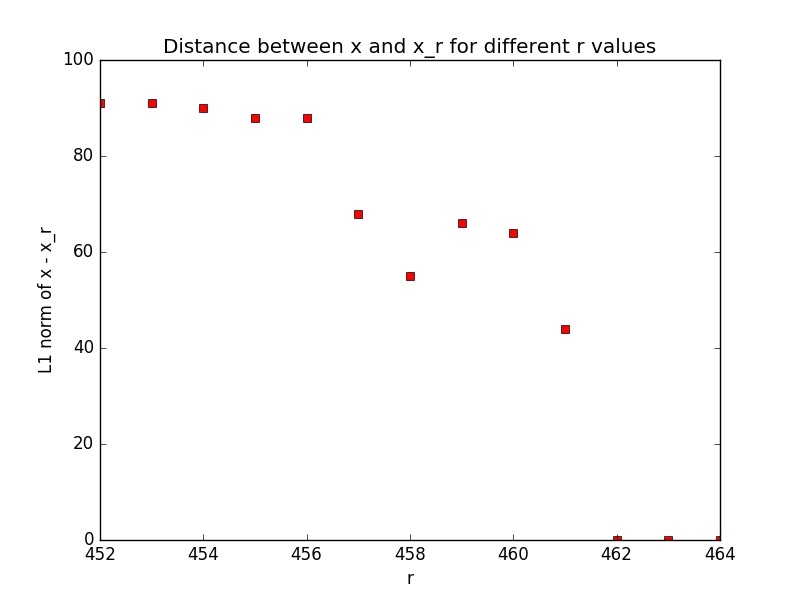 Distance between x and x_r for different r values
100
80
60
40
20
0
L1 norm of x - x_r
452 454 456 458 460 462 464
r